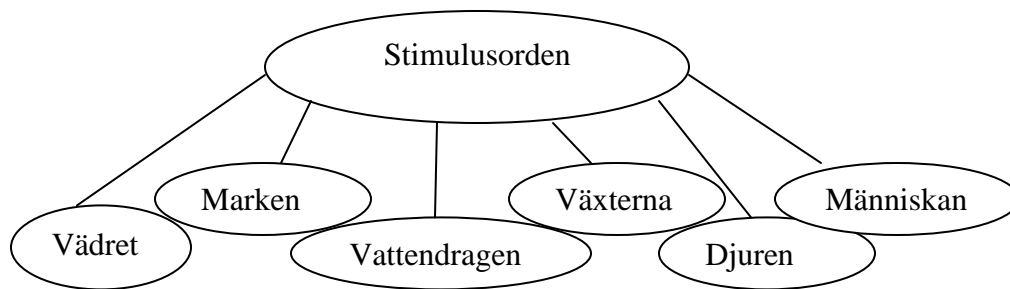 Stimulusorden
Vädret
Marken
Vattendragen
Växterna
Djuren
Människan